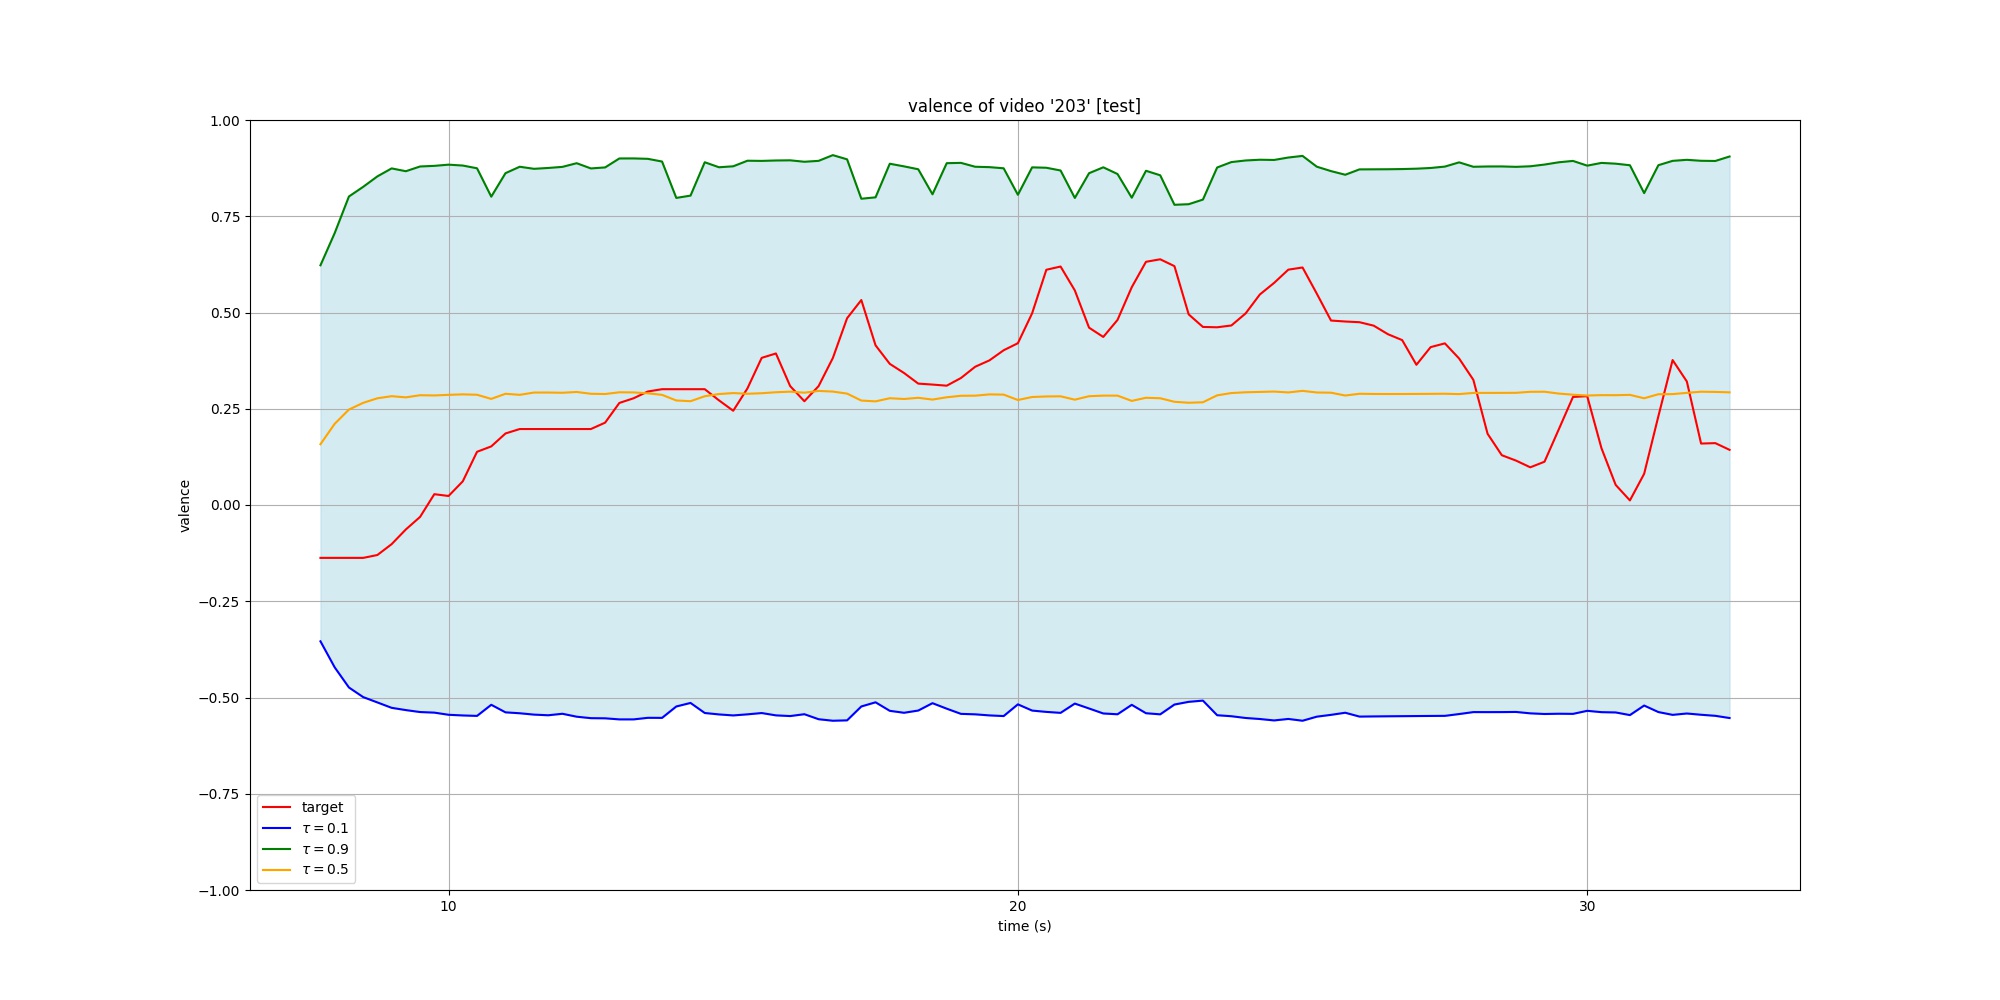 valence of video '203' [test]
1.00
0.75
0.50
0.25
0.00
−0.25
−0.50
−0.75
−1.00
valence
target
τ = 0.1
τ = 0.9
τ = 0.5
10
20
30
time (s)